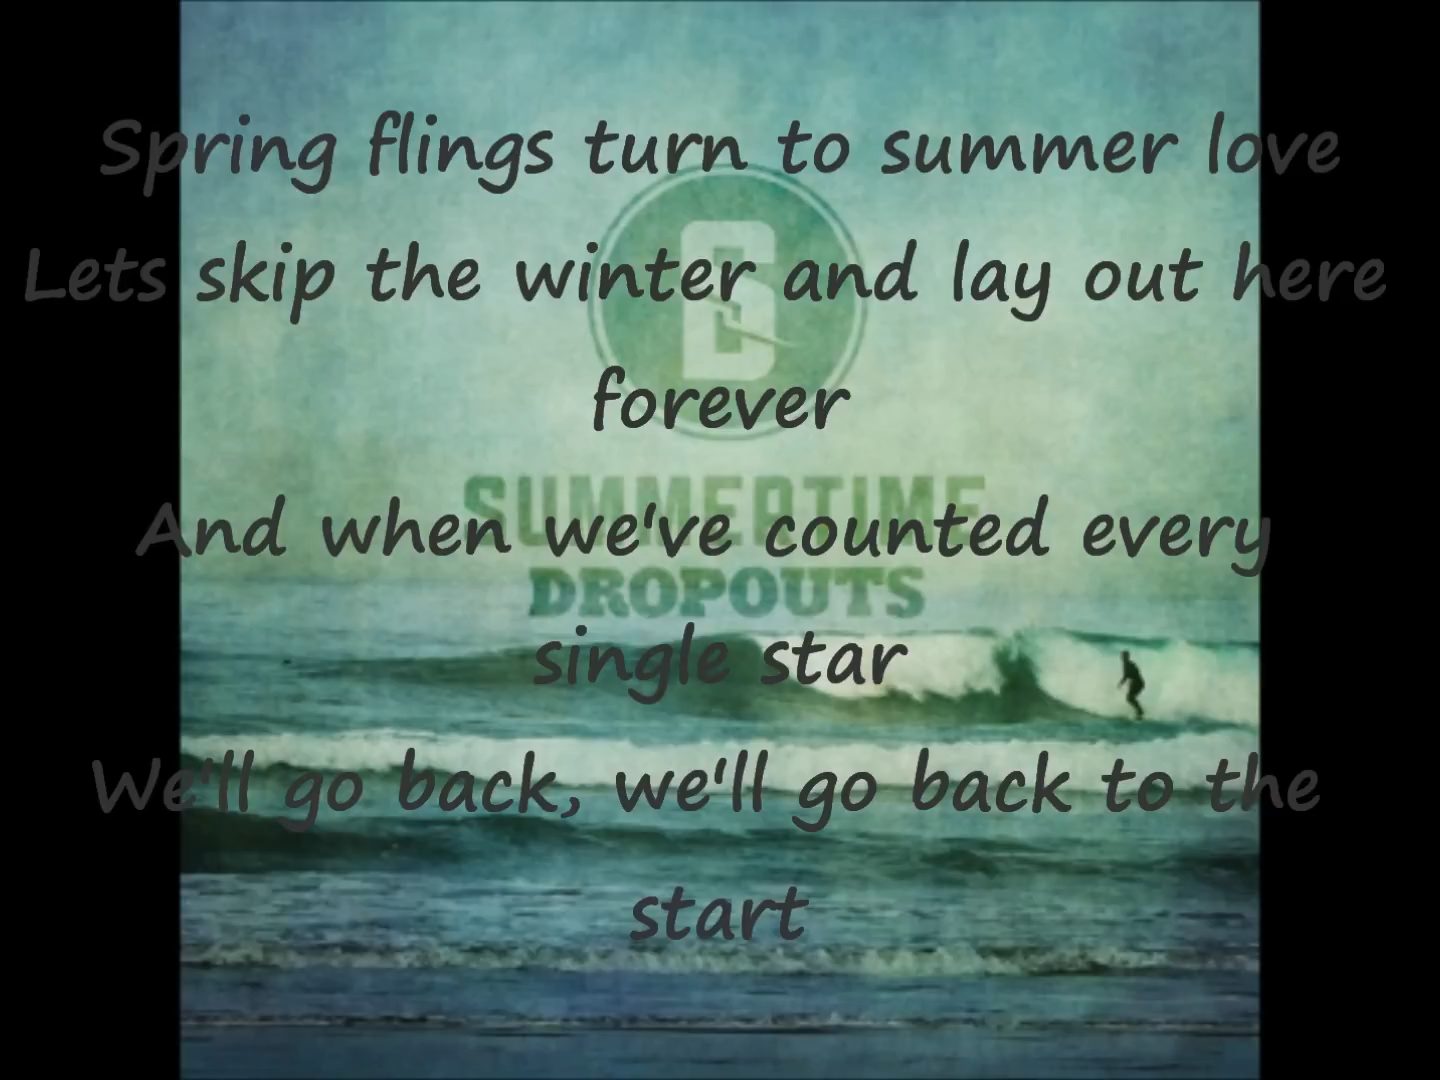 Spring flings turn to summer love
Lets skip the winter and lay out here
forever
SUMMERTIME
And when we've counted every
DROPOUTS
single star
We'll go back, we'll go back to the
start